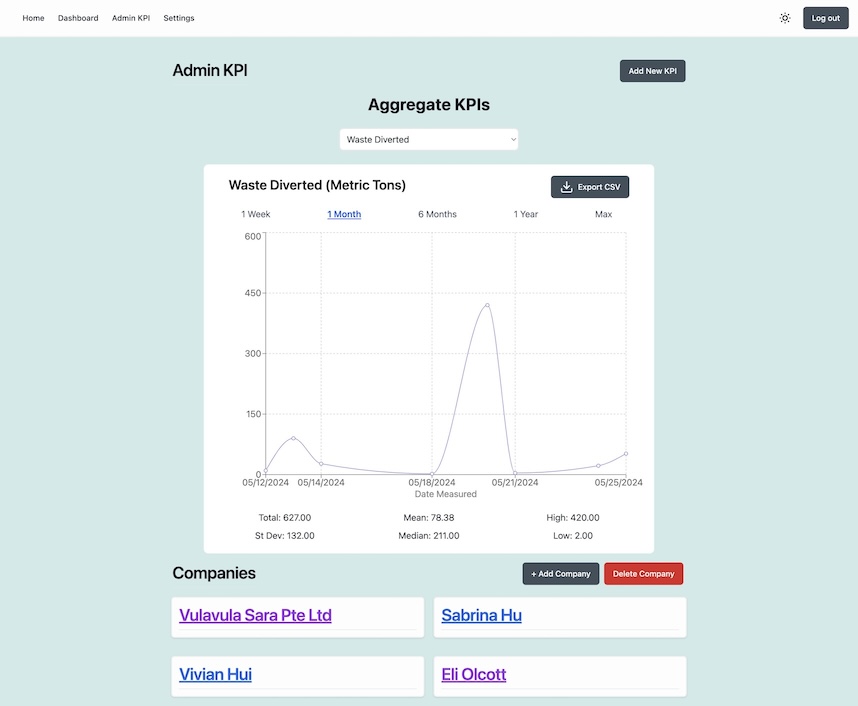 Home Dashboard Admin KPI Settings Log out
Admin KPI Add New KPI
Aggregate KPIs
Waste Diverted
Waste Diverted (Metric Tons) Export CSV
1 Week 1 Month 6 Months 1 Year Max
600
450
300
150
0
05/12/2024 05/14/2024 05/18/2024 05/21/2024 05/25/2024
Date Measured
Total: 627.00 Mean: 78.38 High: 420.00
St Dev: 132.00 Median: 211.00 Low: 2.00
Companies + Add Company Delete Company
Vulavula Sara Pte Ltd Sabrina Hu
Vivian Hui Eli Olcott